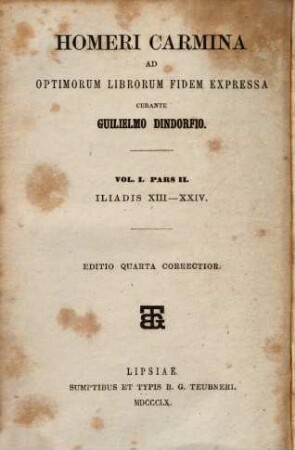 HOMERI CARMINA
AD
OPTIMORUM LIBRORUM FIDEM EXPRESSA
CURANTE
GUILIELMO DINDORFIO.
VOL. I. PARS II.
ILIADIS XIII—XXIV.
EDITIO QUARTA CORRECTIOR.
BTG
LIPSIAE
SUMPTIBUS ET TYPIS B. G. TEUBNERI.
MDCCCLX.